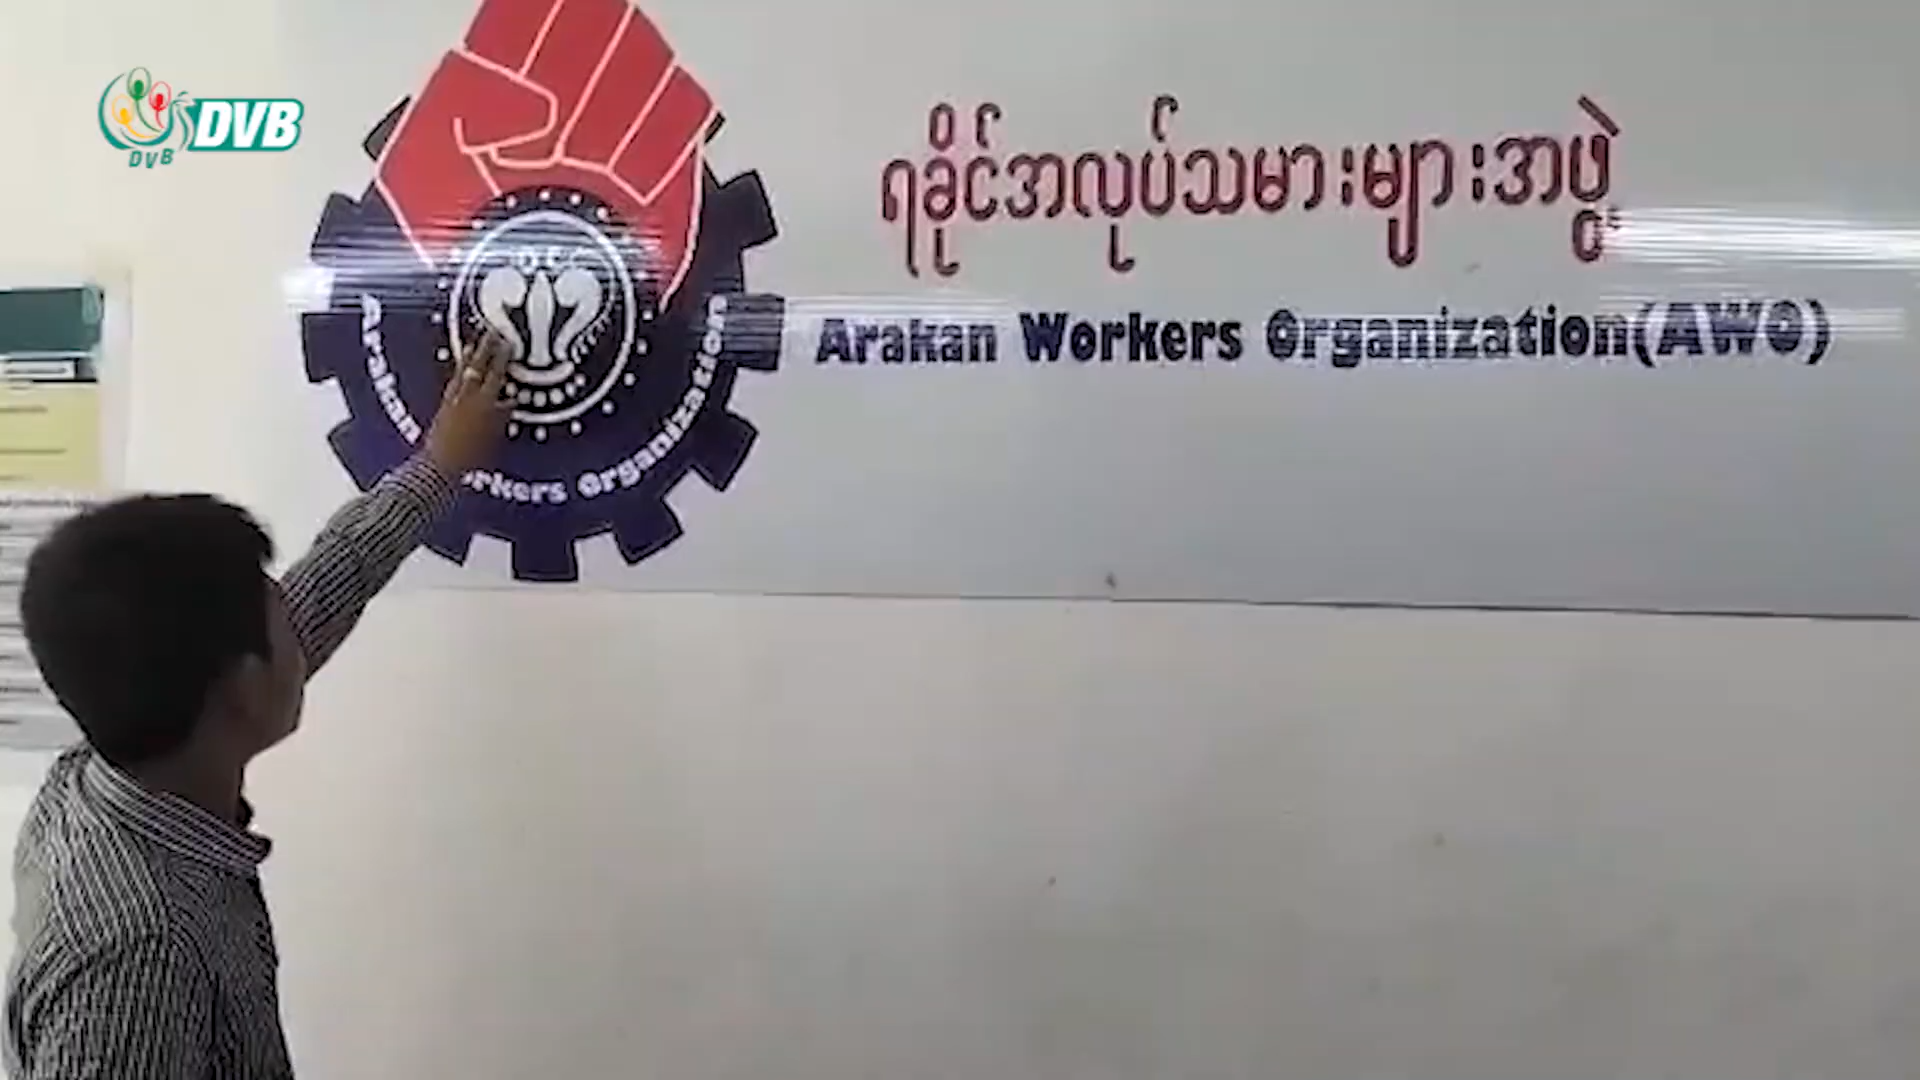 DVB
DVB
ရခိုင်အလုပ်သမားများအဖွဲ့
Arakan Workers Organization(AWO)
Arakan Workers Organization